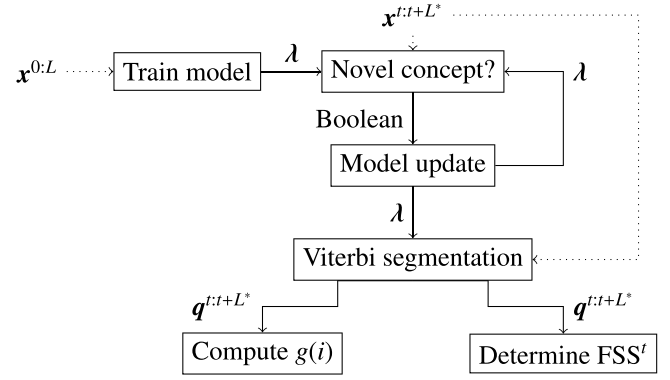 x^{t:t+L^*}
x^{0:L}
Train model
λ
Novel concept?
λ
Boolean
Model update
λ
Viterbi segmentation
q^{t:t+L^*}
q^{t:t+L^*}
Compute g(i)
Determine FSS^t